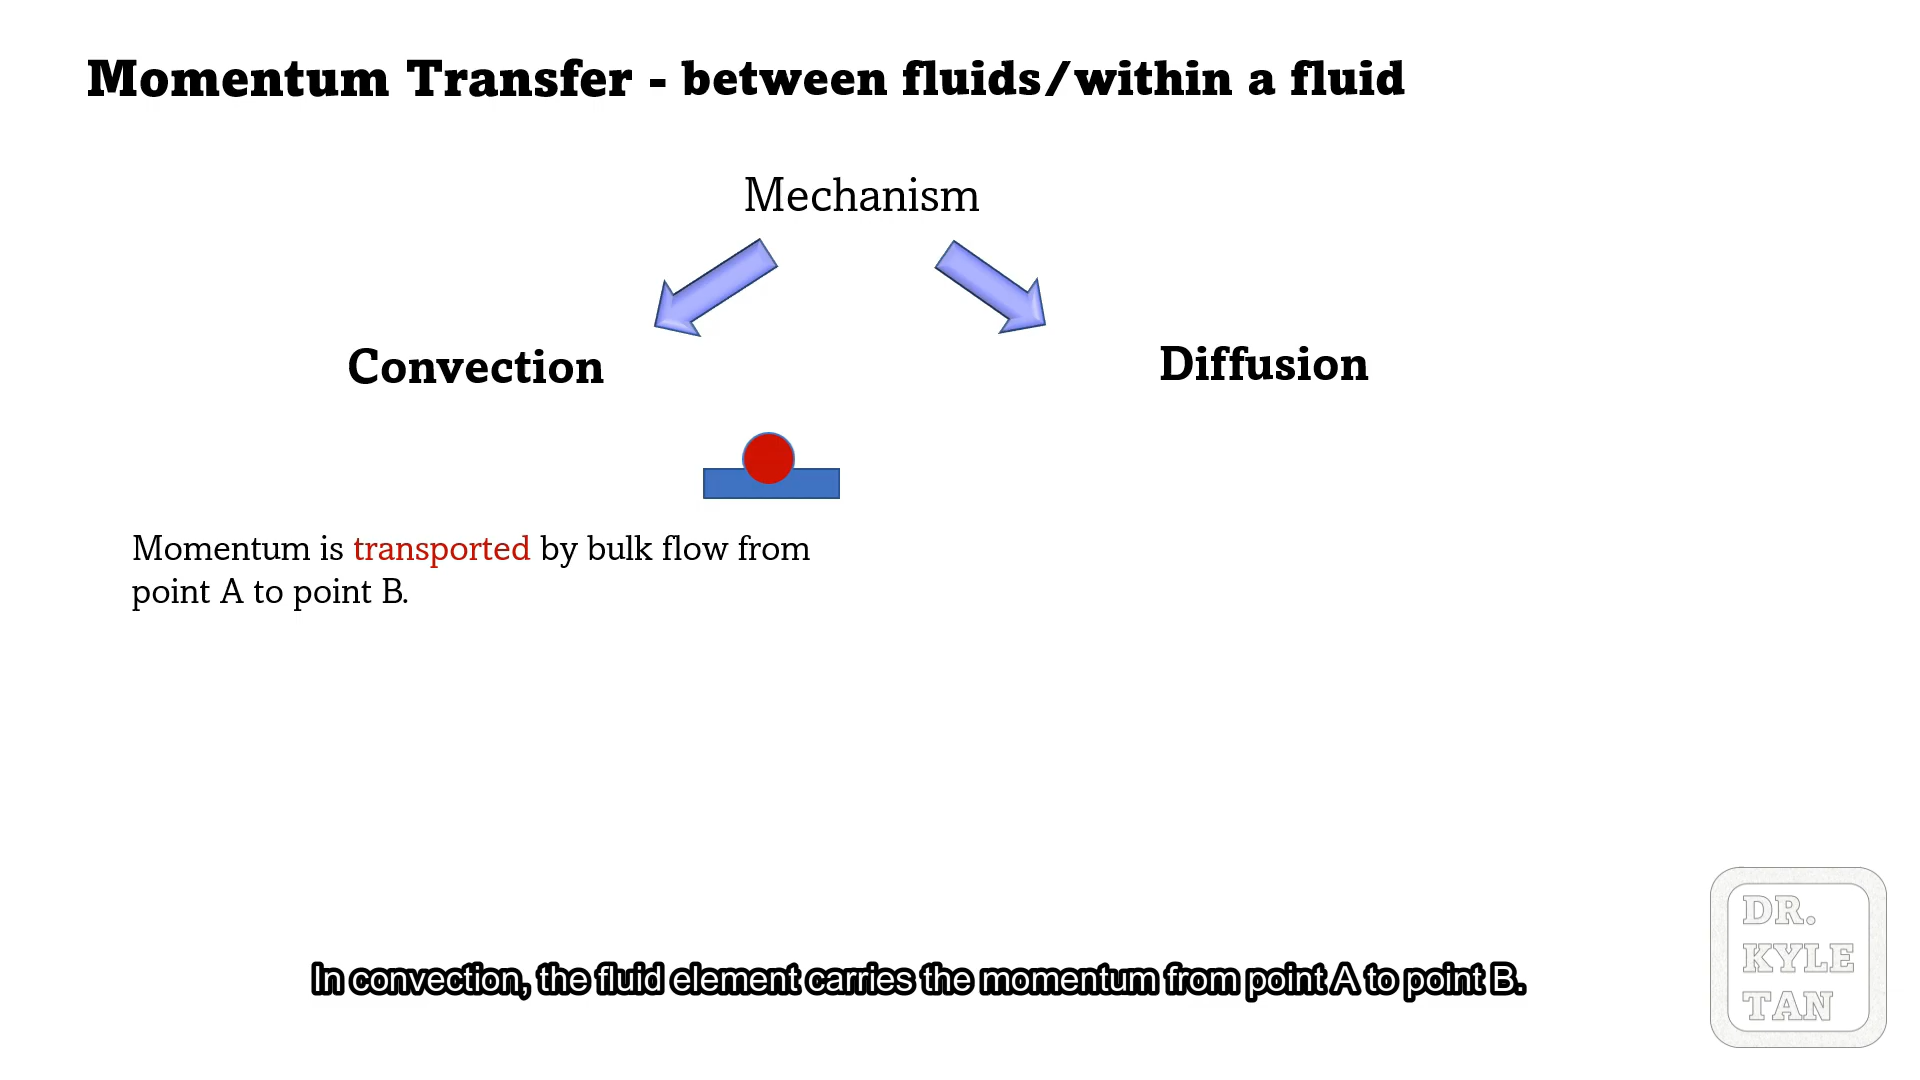 Momentum Transfer - between fluids/within a fluid
Mechanism
Convection
Diffusion
Momentum is transported by bulk flow from
point A to point B.
In convection, the fluid element carries the momentum from point A to point B.
DR.
KYLE
TAN